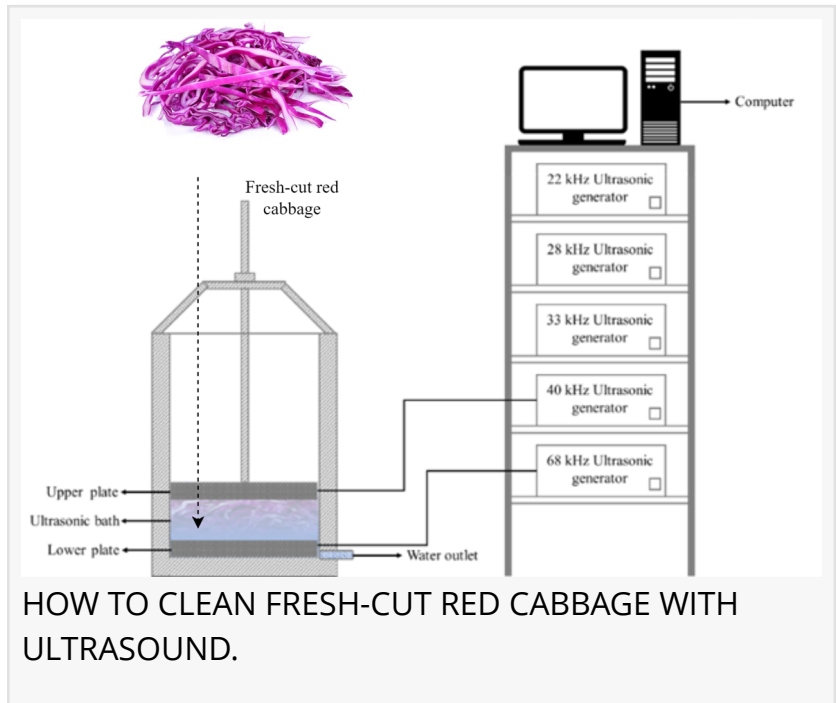 Fresh-cut red
cabbage
Computer
22 kHz Ultrasonic
generator
28 kHz Ultrasonic
generator
33 kHz Ultrasonic
generator
40 kHz Ultrasonic
generator
68 kHz Ultrasonic
generator
Upper plate
Ultrasonic bath
Lower plate
Water outlet
HOW TO CLEAN FRESH-CUT RED CABBAGE WITH
ULTRASOUND.